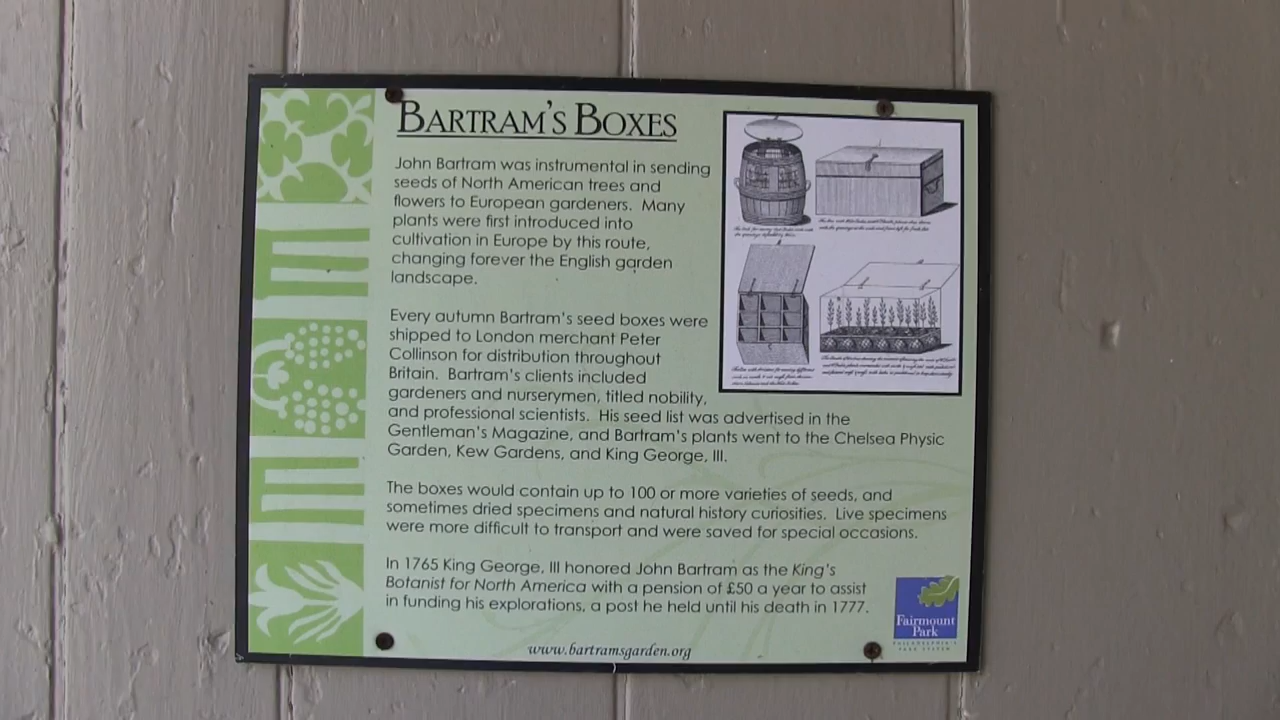 BARTRAM'S BOXES
John Bartram was instrumental in sending
seeds of North American trees and
flowers to European gardeners. Many
plants were first introduced into
cultivation in Europe by this route,
changing forever the English garden
landscape.
Every autumn Bartram's seed boxes were
shipped to London merchant Peter
Collinson for distribution throughout
Britain. Bartram's clients included
gardeners and nurserymen, titled nobility,
and professional scientists. His seed list was advertised in the
Gentleman's Magazine, and Bartram's plants went to the Chelsea Physic
Garden, Kew Gardens, and King George, III.
The boxes would contain up to 100 or more varieties of seeds, and
sometimes dried specimens and natural history curiosities. Live specimens
were more difficult to transport and were saved for special occasions.
In 1765 King George, III honored John Bartram as the King's
Botanist for North America with a pension of £50 a year to assist
in funding his explorations, a post he held until his death in 1777.
www.bartramsgarden.org
Fairmount
Park
PHILADELPHIA'S
PARK SYSTEM